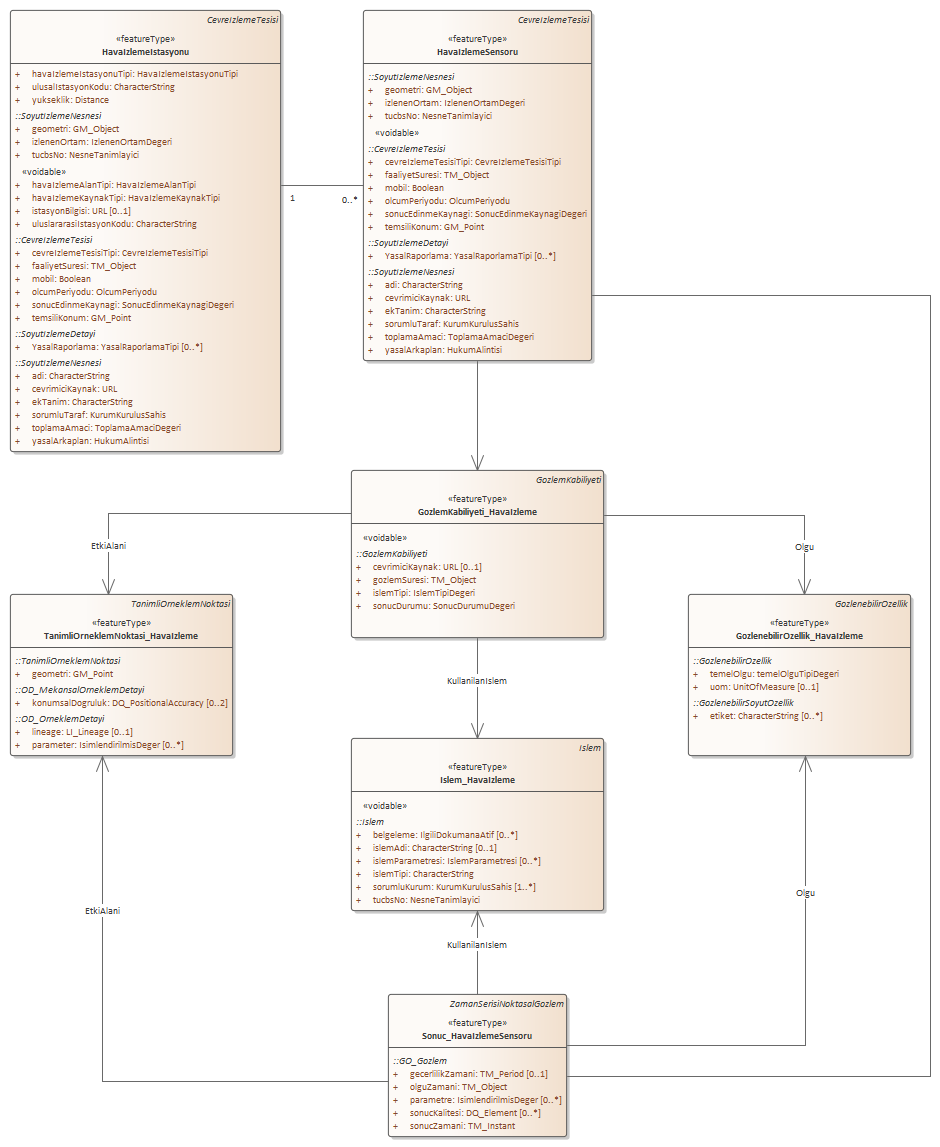 CevreIzlemeTesisi
«featureType»
HavaIzlemeIstasyonu
+ havaIzlemeIstasyonuTipi: HavaIzlemeIstasyonuTipi
+ ulusalIstasyonKodu: CharacterString
+ yukseklik: Distance
::SoyutIzlemeNesnesi
+ geometri: GM_Object
+ izlenenOrtam: IzlenenOrtamDegeri
+ tucbsNo: NesneTanimlayici
«voidable»
+ havaIzlemeAlanTipi: HavaIzlemeAlanTipi
+ havaIzlemeKaynakTipi: HavaIzlemeKaynakTipi
+ istasyonBilgisi: URL [0..1]
+ uluslararasiIstasyonKodu: CharacterString
::CevreIzlemeTesisi
+ cevreIzlemeTesisiTipi: CevreIzlemeTesisiTipi
+ faaliyetSuresi: TM_Object
+ mobil: Boolean
+ olcumPeriyodu: OlcumPeriyodu
+ sonucEdinmeKaynagi: SonucEdinmeKaynagiDegeri
+ temsiliKonum: GM_Point
::SoyutIzlemeDetayi
+ YasalRaporlama: YasalRaporlamaTipi [0..*]
::SoyutIzlemeNesnesi
+ adi: CharacterString
+ cevrimiciKaynak: URL
+ ekTanim: CharacterString
+ sorumluTaraf: KurumKurulusSahis
+ toplamaAmaci: ToplamaAmaciDegeri
+ yasalArkaplan: HukumAlintisi
1
0..*
CevreIzlemeTesisi
«featureType»
HavaIzlemeSensoru
::SoyutIzlemeNesnesi
+ geometri: GM_Object
+ izlenenOrtam: IzlenenOrtamDegeri
+ tucbsNo: NesneTanimlayici
«voidable»
::CevreIzlemeTesisi
+ cevreIzlemeTesisiTipi: CevreIzlemeTesisiTipi
+ faaliyetSuresi: TM_Object
+ mobil: Boolean
+ olcumPeriyodu: OlcumPeriyodu
+ sonucEdinmeKaynagi: SonucEdinmeKaynagiDegeri
+ temsiliKonum: GM_Point
::SoyutIzlemeDetayi
+ YasalRaporlama: YasalRaporlamaTipi [0..*]
::SoyutIzlemeNesnesi
+ adi: CharacterString
+ cevrimiciKaynak: URL
+ ekTanim: CharacterString
+ sorumluTaraf: KurumKurulusSahis
+ toplamaAmaci: ToplamaAmaciDegeri
+ yasalArkaplan: HukumAlintisi
GozlemKabiliyeti
«featureType»
GozlemKabiliyeti_HavaIzleme
«voidable»
::GozlemKabiliyeti
+ cevrimiciKaynak: URL [0..1]
+ gozlemSuresi: TM_Object
+ islemTipi: IslemTipiDegeri
+ sonucDurumu: SonucDurumuDegeri
EtkiAlani
Olgu
TanimliOrneklemNoktasi
«featureType»
TanimliOrneklemNoktasi_HavaIzleme
::TanimliOrneklemNoktasi
+ geometri: GM_Point
::OD_MekansalOrneklemDetayi
+ konumsalDogruluk: DQ_PositionalAccuracy [0..2]
::OD_OrneklemDetayi
+ lineage: LI_Lineage [0..1]
+ parameter: IsimlendirilmisDeger [0..*]
GozlenebilirOzellik
«featureType»
GozlenebilirOzellik_HavaIzleme
::GozlenebilirOzellik
+ temelOlgu: temelOlguTipiDegeri
+ uom: UnitOfMeasure [0..1]
::GozlenebilirSoyutOzellik
+ etiket: CharacterString [0..*]
KullanilanIslem
Islem
«featureType»
Islem_HavaIzleme
«voidable»
::Islem
+ belgeleme: IlgiliDokumanaAtif [0..*]
+ islemAdi: CharacterString [0..1]
+ islemParametresi: IslemParametresi [0..*]
+ islemTipi: CharacterString
+ sorumluKurum: KurumKurulusSahis [1..*]
+ tucbsNo: NesneTanimlayici
Olgu
EtkiAlani
KullanilanIslem
ZamanSerisiNoktasalGozlem
«featureType»
Sonuc_HavaIzlemeSensoru
::GO_Gozlem
+ gecerlilikZamani: TM_Period [0..1]
+ olguZamani: TM_Object
+ parametre: IsimlendirilmisDeger [0..*]
+ sonucKalitesi: DQ_Element [0..*]
+ sonucZamani: TM_Instant